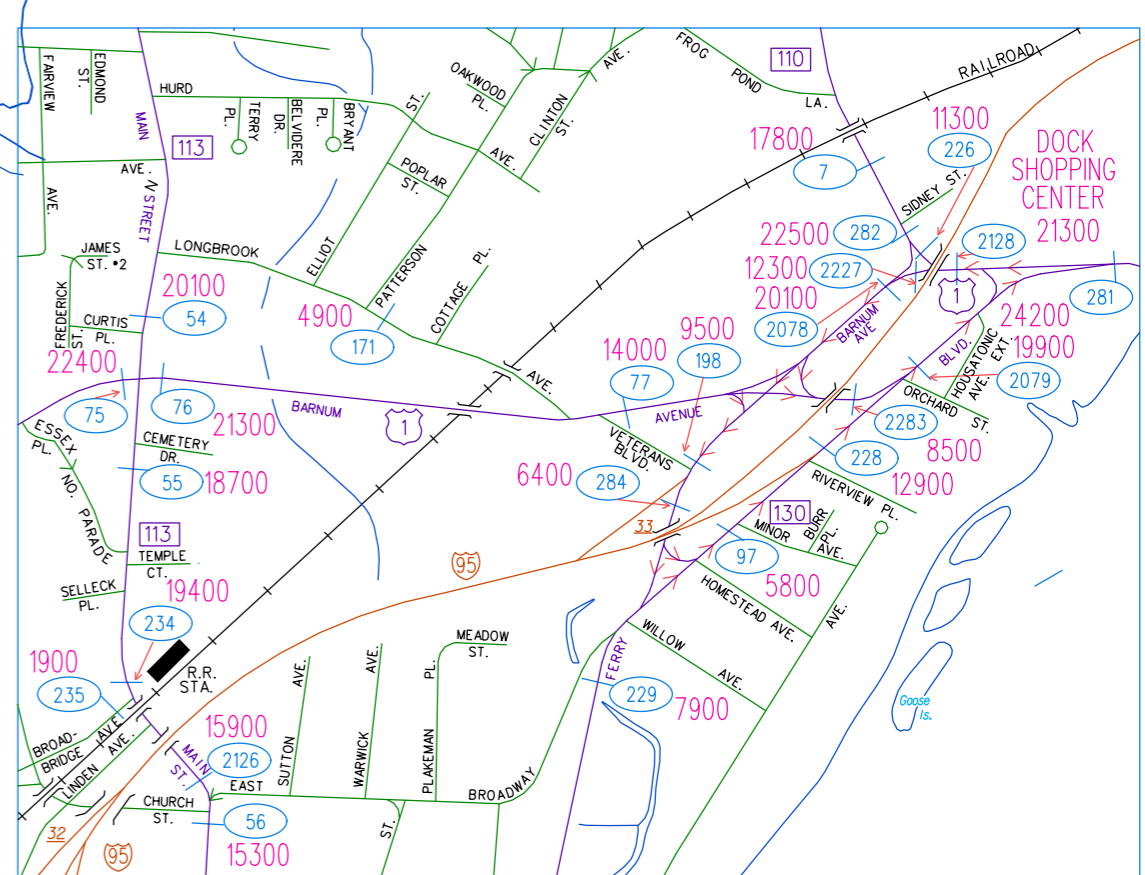 FAIRVIEW
AVE.
EDMOND
ST.
MAIN
N STREET
113
HURD
AVE.
TERRY
PL.
BELVIDERE
DR.
BRYANT
PL.
ST.
OAKWOOD
PL.
CLINTON
ST.
AVE.
AVE.
POPLAR
ST.
ELLIOT
PATTERSON
COTTAGE PL.
FROG
POND
LA.
110
RAILROAD
17800
7
11300
226
DOCK
SHOPPING
CENTER
21300
SIDNEY ST.
22500
282
2128
12300
2227
20100
2078
BARNUM
AVE
1
281
24200
19900
2079
BLVD.
HOUSATONIC
AVE. EXT.
ORCHARD
ST.
2283
8500
228
12900
JAMES
ST. •2
FREDERICK
ST.
CURTIS
PL.
LONGBROOK
AVE.
20100
54
4900
171
22400
75
76
21300
BARNUM
1
AVENUE
14000
77
9500
198
VETERANS
BLVD.
6400
284
33
ESSEX
PL.
NO. PARADE
CEMETERY
DR.
55
18700
113
TEMPLE
CT.
SELLECK
PL.
19400
234
95
130
RIVERVIEW PL.
BURR
PL.
MINOR
AVE.
97
5800
HOMESTEAD AVE.
WILLOW
AVE.
AVE.
FERRY
229
7900
Goose
Is.
1900
235
R.R.
STA.
BROAD-
BRIDGE AVE
LINDEN AVE.
MAIN
ST.
15900
2126
EAST
BROADWAY
SUTTON AVE.
WARWICK AVE.
PLAKEMAN PL.
MEADOW
ST.
CHURCH
ST.
56
15300
ST.
32
95